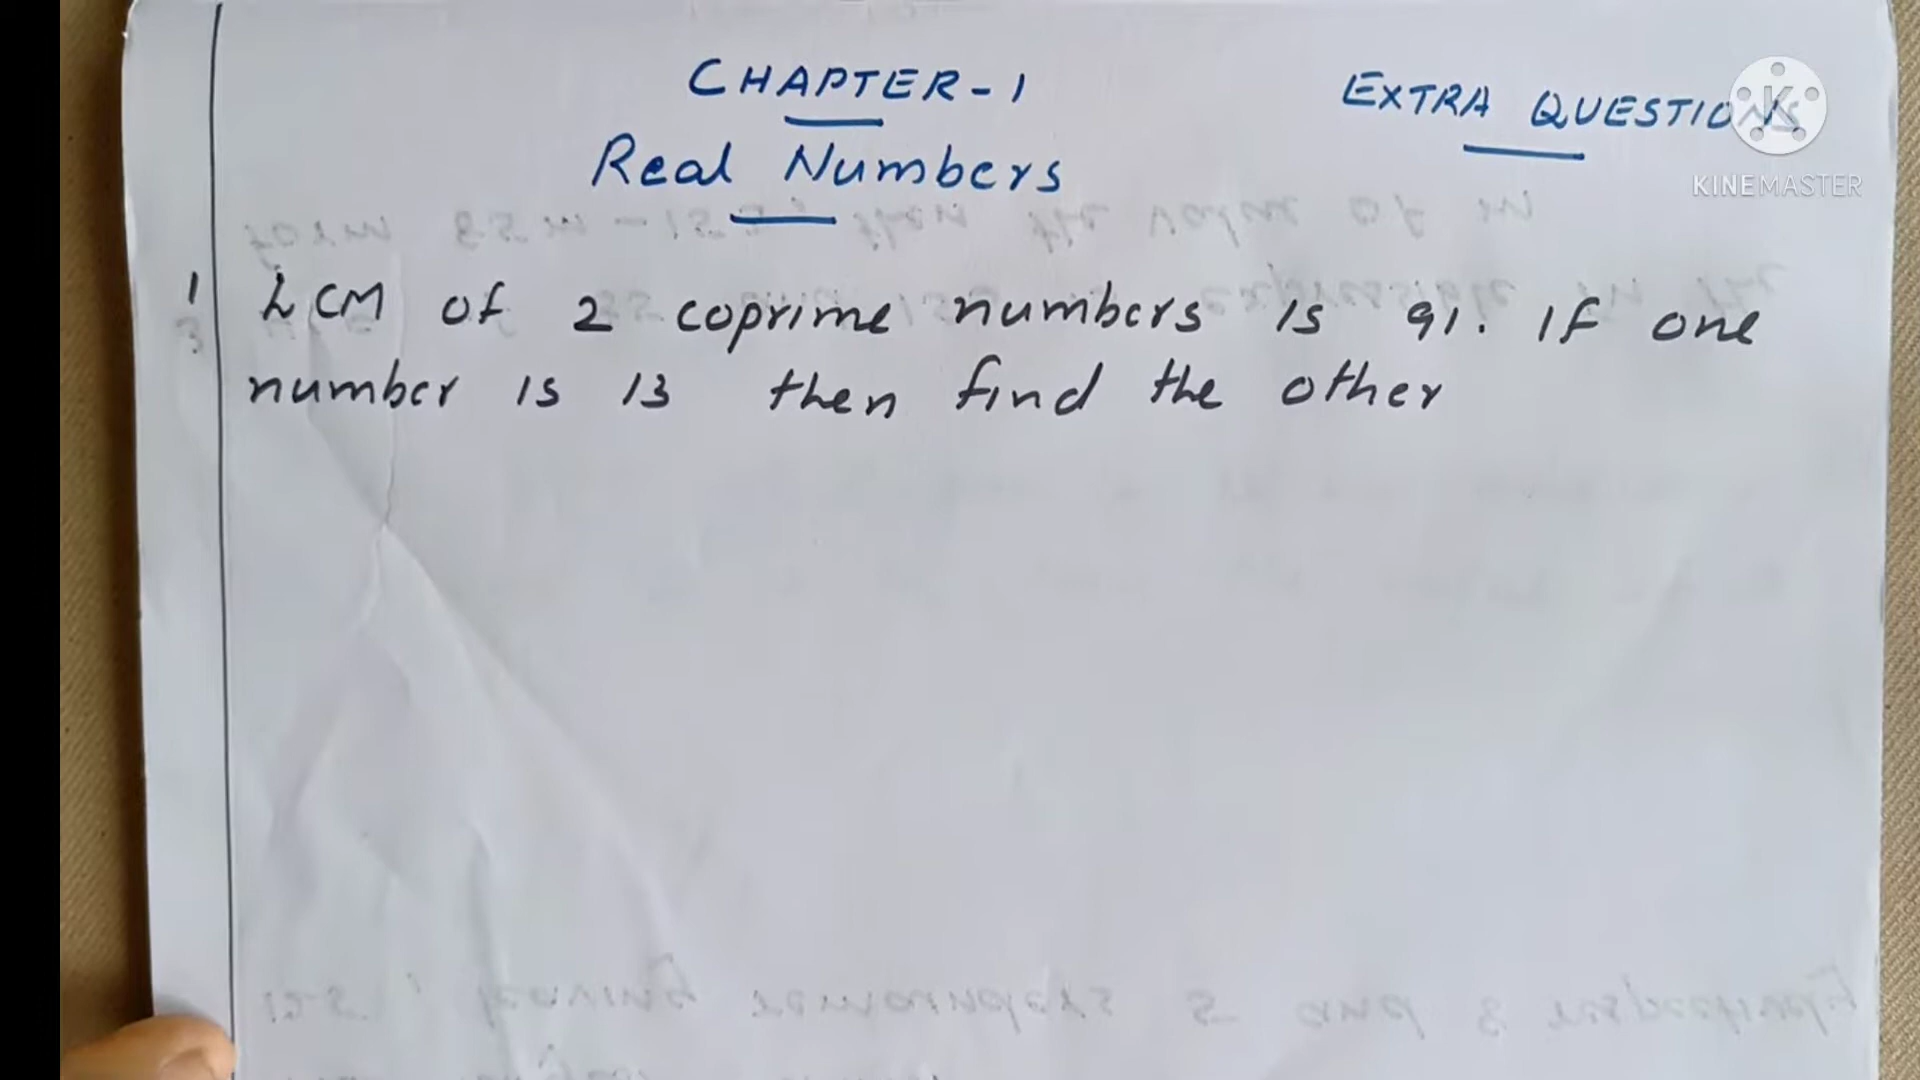 CHAPTER-1
EXTRA QUESTIONS
KINEMASTER
Real Numbers
1 LCM of 2 coprime numbers is 91. If one
number is 13 then find the other